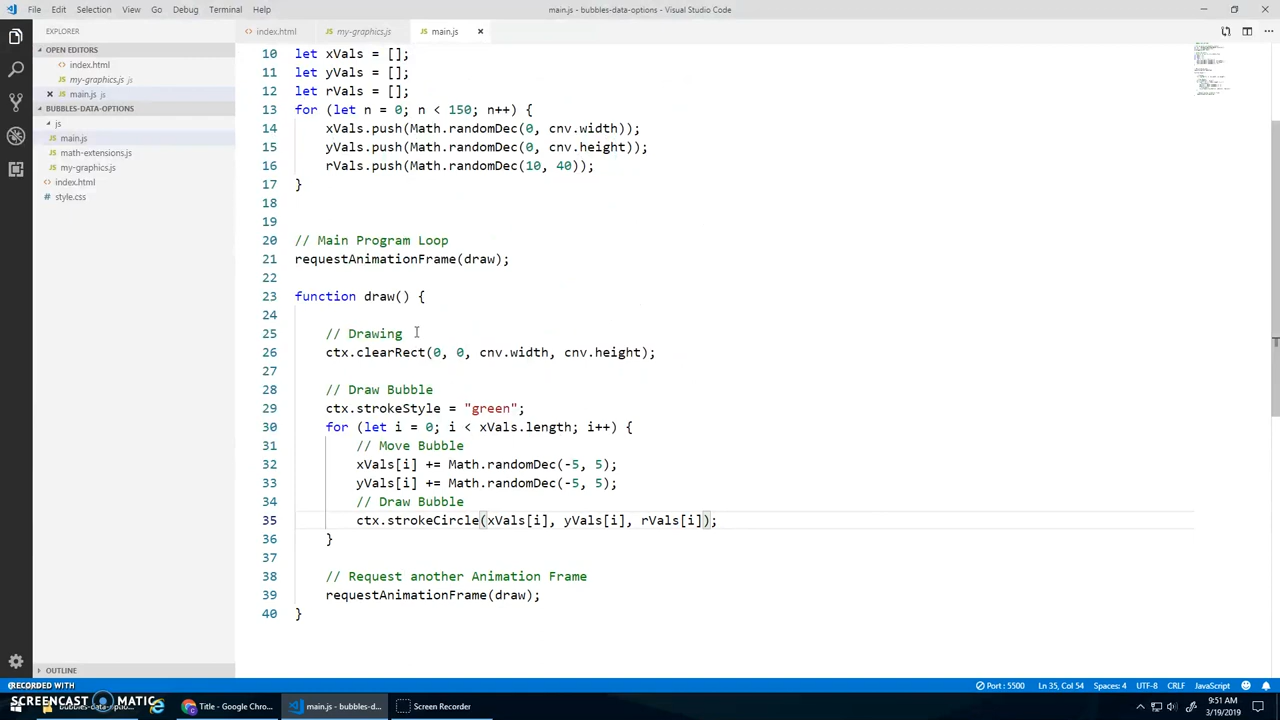 File Edit Selection View Go Debug Terminal Help
main.js - bubbles-data-options - Visual Studio Code
EXPLORER
OPEN EDITORS
index.html
my-graphics.js js
main.js js
BUBBLES-DATA-OPTIONS
js
main.js
math-extensions.js
my-graphics.js
index.html
style.css
OUTLINE
JS
JS
JS
JS
JS
<>
<>
#
<> index.html
JS my-graphics.js
JS main.js
10 let xVals = [];
11 let yVals = [];
12 let rVals = [];
13 for (let n = 0; n < 150; n++) {
14 xVals.push(Math.randomDec(0, cnv.width));
15 yVals.push(Math.randomDec(0, cnv.height));
16 rVals.push(Math.randomDec(10, 40));
17 }
18
19
20 // Main Program Loop
21 requestAnimationFrame(draw);
22
23 function draw() {
24
25 // Drawing
26 ctx.clearRect(0, 0, cnv.width, cnv.height);
27
28 // Draw Bubble
29 ctx.strokeStyle = "green";
30 for (let i = 0; i < xVals.length; i++) {
31 // Move Bubble
32 xVals[i] += Math.randomDec(-5, 5);
33 yVals[i] += Math.randomDec(-5, 5);
34 // Draw Bubble
35 ctx.strokeCircle(xVals[i], yVals[i], rVals[i]);
36 }
37
38 // Request another Animation Frame
39 requestAnimationFrame(draw);
40 }
Port : 5500 Ln 35, Col 54 Spaces: 4 UTF-8 CRLF JavaScript
RECORDED WITH
SCREENCAST MATIC
Title - Google Chro...
main.js - bubbles-d...
Screen Recorder
9:51 AM
3/19/2019